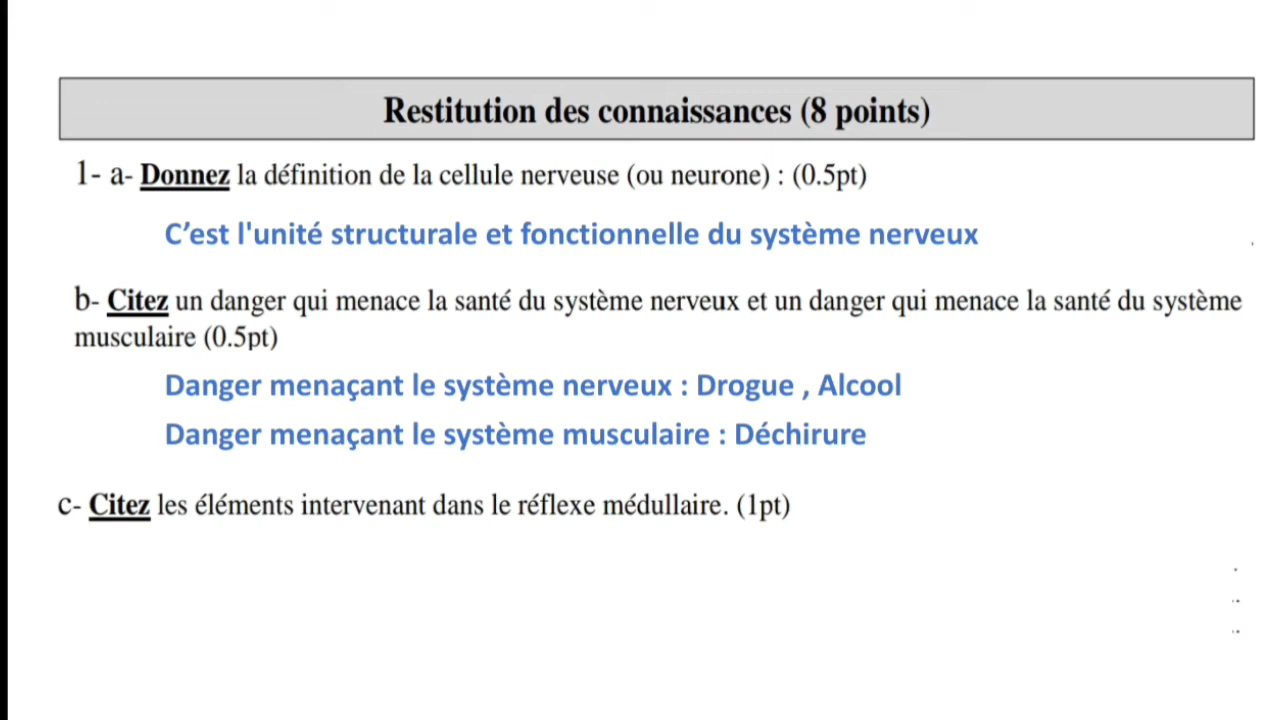 Restitution des connaissances (8 points)
1- a- Donnez la définition de la cellule nerveuse (ou neurone) : (0.5pt)
C’est l'unité structurale et fonctionnelle du système nerveux
b- Citez un danger qui menace la santé du système nerveux et un danger qui menace la santé du système
musculaire (0.5pt)
Danger menaçant le système nerveux : Drogue , Alcool
Danger menaçant le système musculaire : Déchirure
c- Citez les éléments intervenant dans le réflexe médullaire. (1pt)